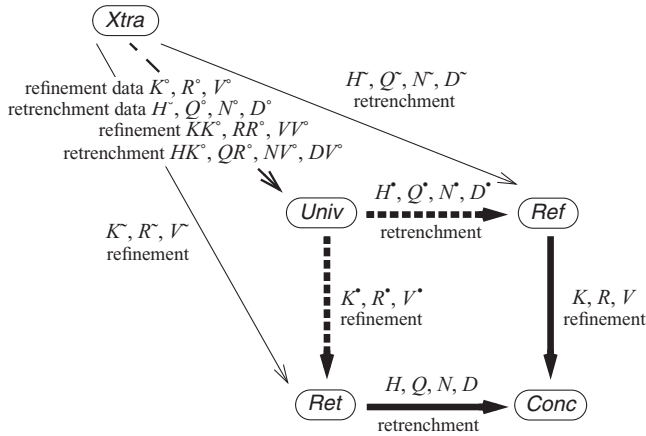 Xtra
refinement data K°, R°, V°
retrenchment data H˘, Q°, N°, D°
refinement KK°, RR°, VV°
retrenchment HK°, QR°, NV°, DV°
H˜, Q˜, N˜, D˜
retrenchment
Univ
H•, Q•, N•, D•
retrenchment
Ref
K˜, R˜, V˜
refinement
K•, R•, V•
refinement
K, R, V
refinement
Ret
H, Q, N, D
retrenchment
Conc